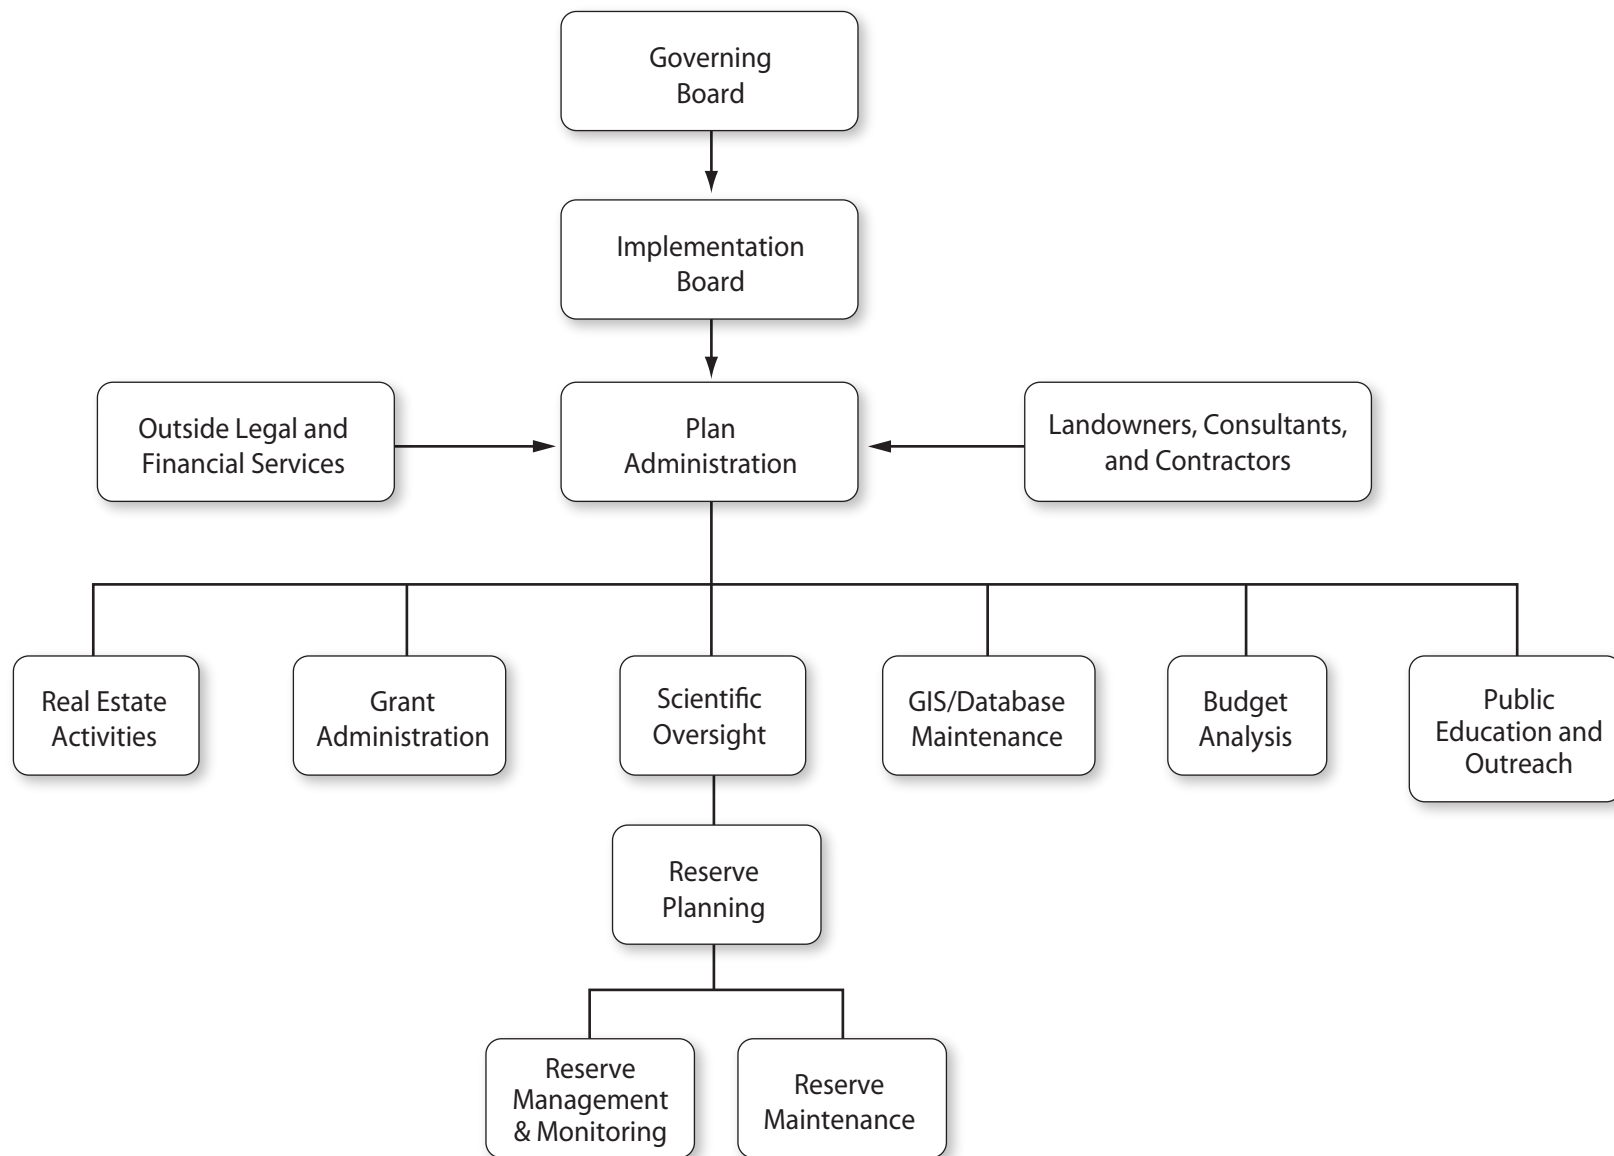 Governing
Board
Implementation
Board
Outside Legal and
Financial Services
Plan
Administration
Landowners, Consultants,
and Contractors
Real Estate
Activities
Grant
Administration
Scientific
Oversight
GIS/Database
Maintenance
Budget
Analysis
Public
Education and
Outreach
Reserve
Planning
Reserve
Management
& Monitoring
Reserve
Maintenance